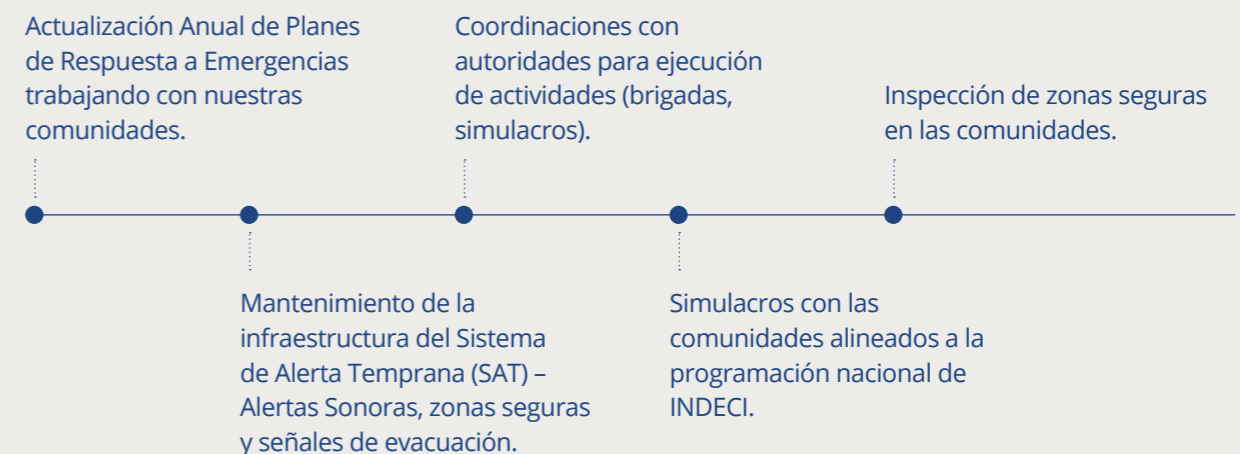 Actualización Anual de Planes
de Respuesta a Emergencias
trabajando con nuestras
comunidades.
Mantenimiento de la
infraestructura del Sistema
de Alerta Temprana (SAT) –
Alertas Sonoras, zonas seguras
y señales de evacuación.
Coordinaciones con
autoridades para ejecución
de actividades (brigadas,
simulacros).
Simulacros con las
comunidades alineados a la
programación nacional de
INDECI.
Inspección de zonas seguras
en las comunidades.